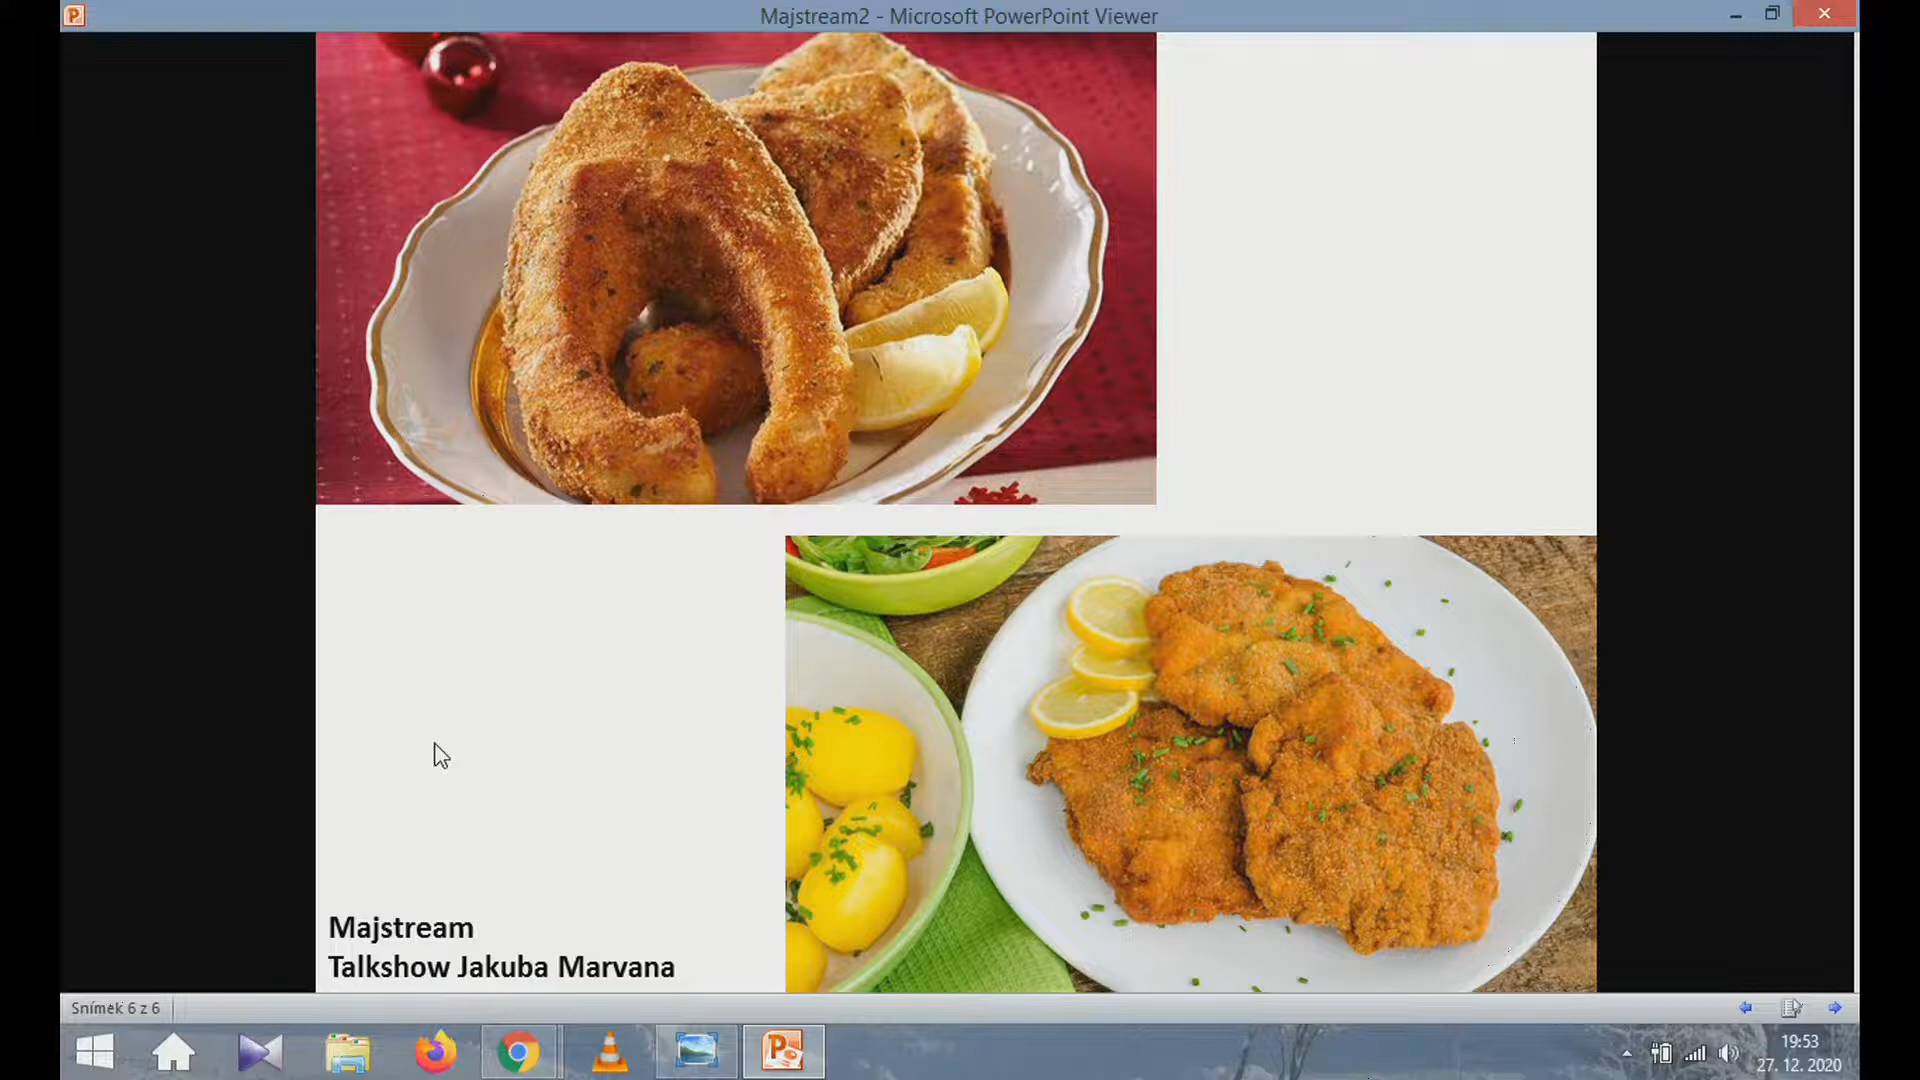 Majstream2 - Microsoft PowerPoint Viewer
Majstream
Talkshow Jakuba Marvana
Snímek 6 z 6
19:53
27. 12. 2020